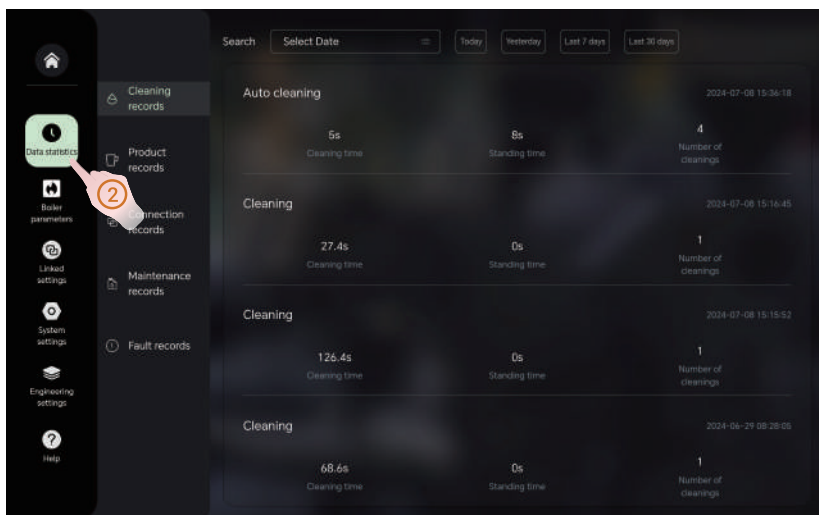 Search
Select Date
Today
Yesterday
Last 7 days
Last 30 days
Data statistics
Boiler
parameters
Linked
settings
System
settings
Engineering
settings
Help
2
Cleaning
records
Product
records
Connection
records
Maintenance
records
Fault records
Auto cleaning
2024-07-08 15:36:18
5s
Cleaning time
8s
Standing time
4
Number of
cleanings
Cleaning
2024-07-08 15:16:45
27.4s
Cleaning time
0s
Standing time
1
Number of
cleanings
Cleaning
2024-07-08 15:15:52
126.4s
Cleaning time
0s
Standing time
1
Number of
cleanings
Cleaning
2024-06-29 08:28:05
68.6s
Cleaning time
0s
Standing time
1
Number of
cleanings